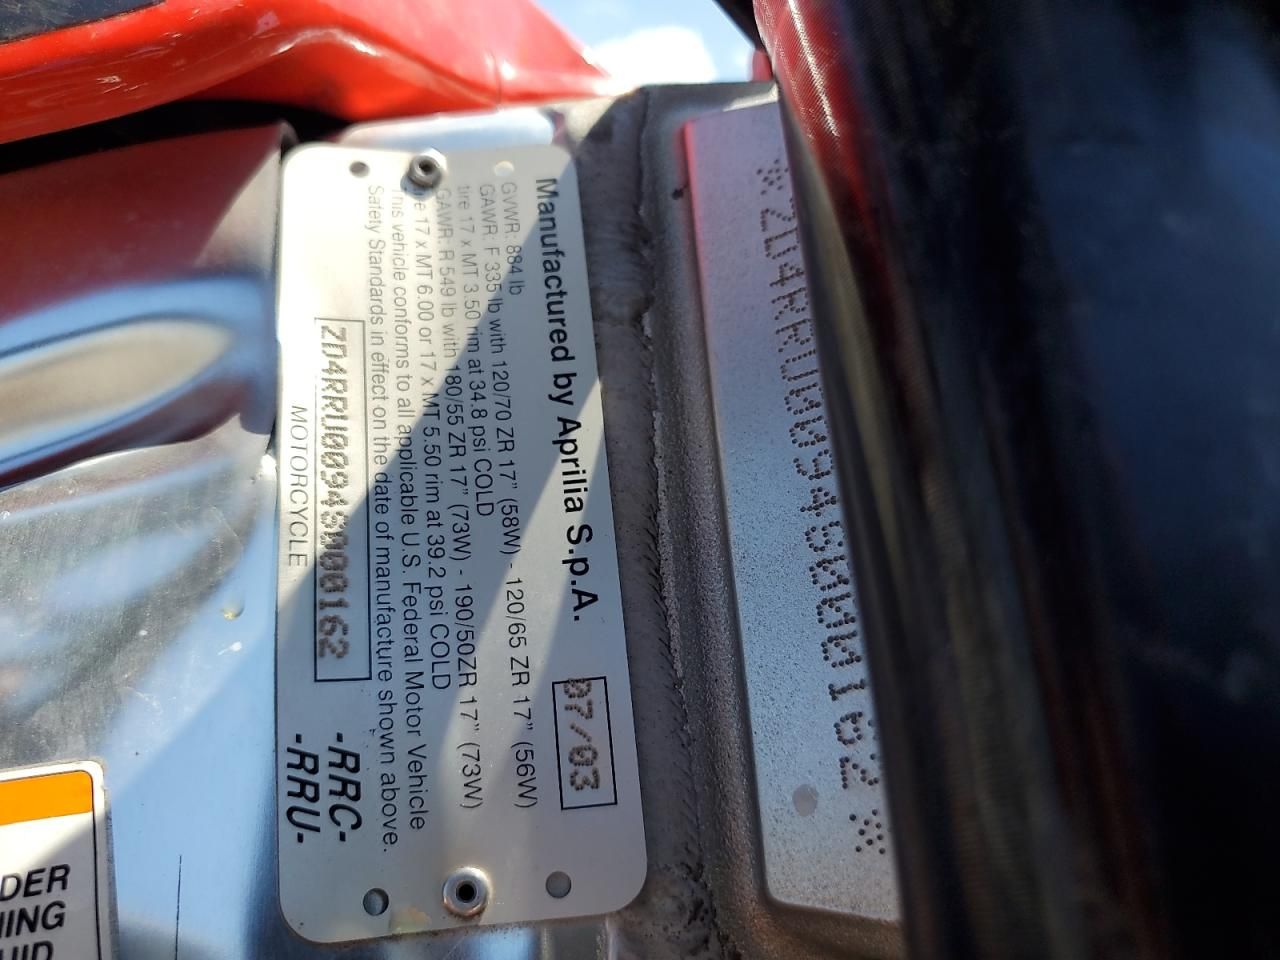 Manufactured by Aprilia S.p.A. 07/03
GVWR: 884 lb
GAWR: F 335 lb with 120/70 ZR 17" (58W) - 120/65 ZR 17" (56W)
tire 17 x MT 3.50 rim at 34.8 psi COLD
GAWR: R 549 lb with 180/55 ZR 17" (73W) - 190/50ZR 17" (73W)
17 x MT 6.00 or 17 x MT 5.50 rim at 39.2 psi COLD
This vehicle conforms to all applicable U.S. Federal Motor Vehicle
Safety Standards in effect on the date of manufacture shown above.
ZD4RRU0094S000162
MOTORCYCLE
-RRC-
-RRU-
*ZD4RRU0094S000162*
DER
NING
UID